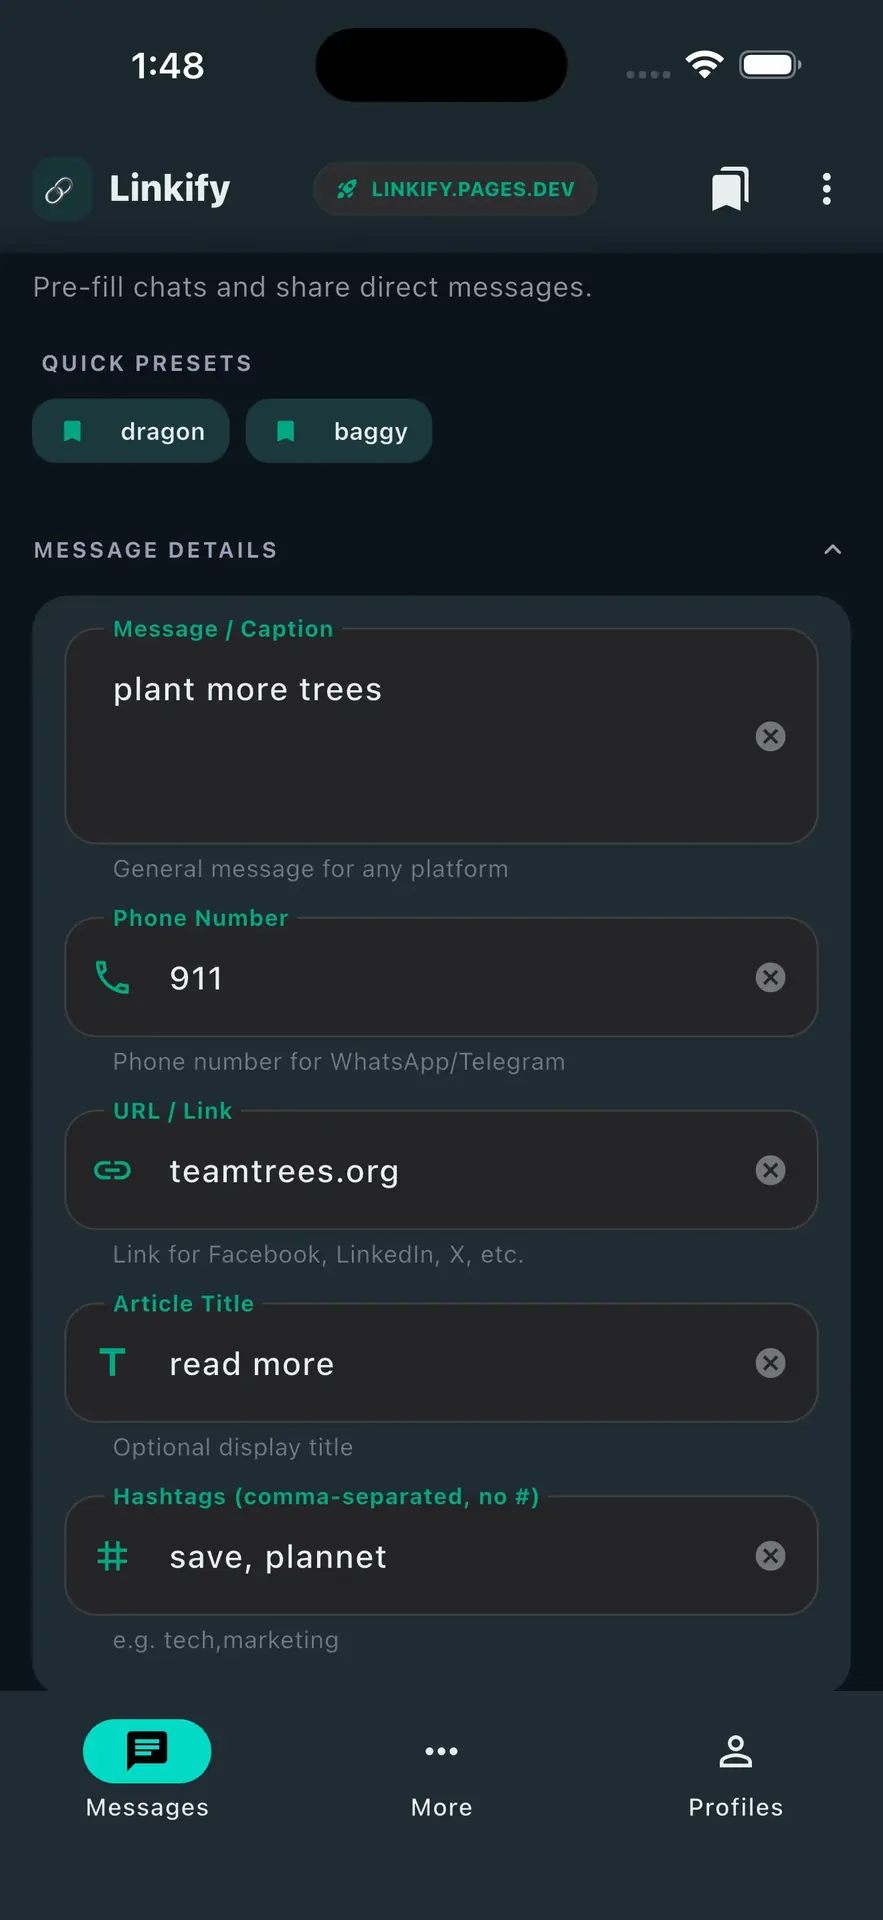 1:48
Linkify
LINKIFY.PAGES.DEV
Pre-fill chats and share direct messages.
QUICK PRESETS
dragon
baggy
MESSAGE DETAILS
Message / Caption
plant more trees
General message for any platform
Phone Number
911
Phone number for WhatsApp/Telegram
URL / Link
teamtrees.org
Link for Facebook, LinkedIn, X, etc.
Article Title
read more
Optional display title
Hashtags (comma-separated, no #)
save, plannet
e.g. tech,marketing
Messages
More
Profiles